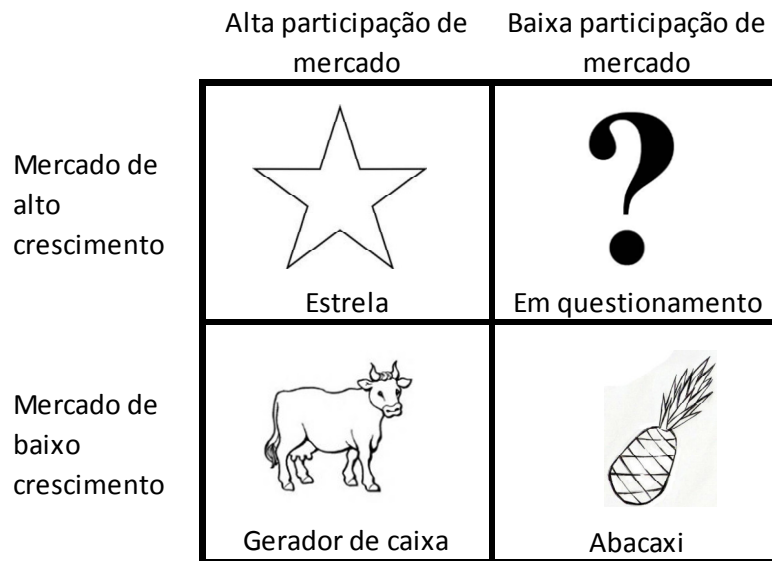 Alta participação de
mercado
Baixa participação de
mercado
Mercado de
alto
crescimento
Estrela
Em questionamento
Mercado de
baixo
crescimento
Gerador de caixa
Abacaxi